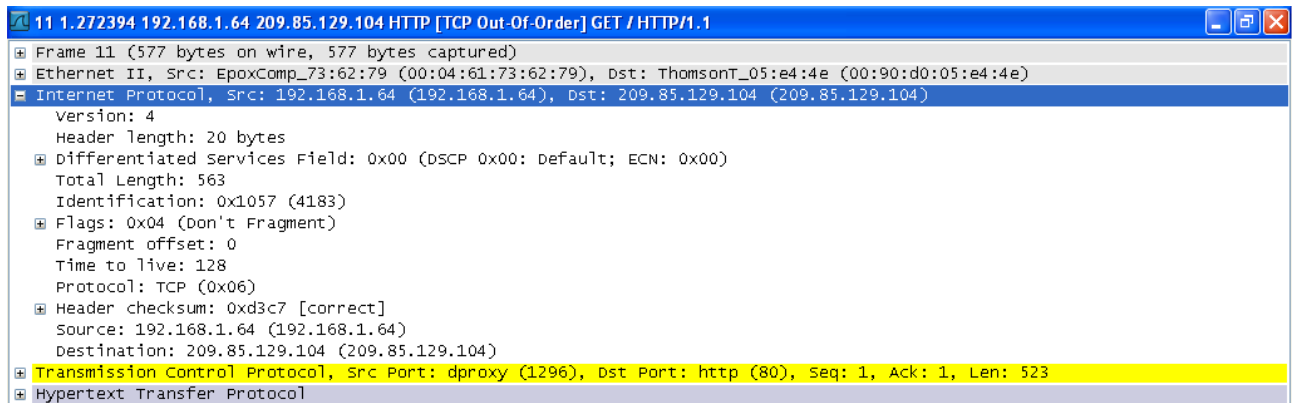 11 1.272394 192.168.1.64 209.85.129.104 HTTP [TCP Out-Of-Order] GET / HTTP/1.1
Frame 11 (577 bytes on wire, 577 bytes captured)
Ethernet II, Src: EpoxComp_73:62:79 (00:04:61:73:62:79), Dst: ThomsonT_05:e4:4e (00:90:d0:05:e4:4e)
Internet Protocol, Src: 192.168.1.64 (192.168.1.64), Dst: 209.85.129.104 (209.85.129.104)
Version: 4
Header length: 20 bytes
Differentiated Services Field: 0x00 (DSCP 0x00: Default; ECN: 0x00)
Total Length: 563
Identification: 0x1057 (4183)
Flags: 0x04 (Don't Fragment)
Fragment offset: 0
Time to live: 128
Protocol: TCP (0x06)
Header checksum: 0xd3c7 [correct]
Source: 192.168.1.64 (192.168.1.64)
Destination: 209.85.129.104 (209.85.129.104)
Transmission Control Protocol, Src Port: dproxy (1296), Dst Port: http (80), Seq: 1, Ack: 1, Len: 523
Hypertext Transfer Protocol